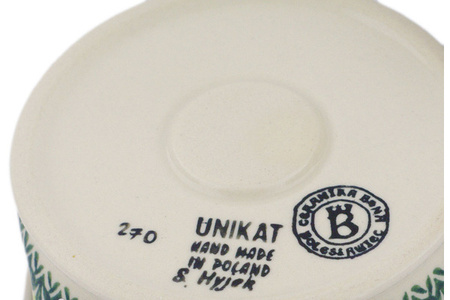 270
UNIKAT
HAND MADE
IN POLAND
S. Hyjek
CERAMIKA BONA
B
BOLESŁAWIEC